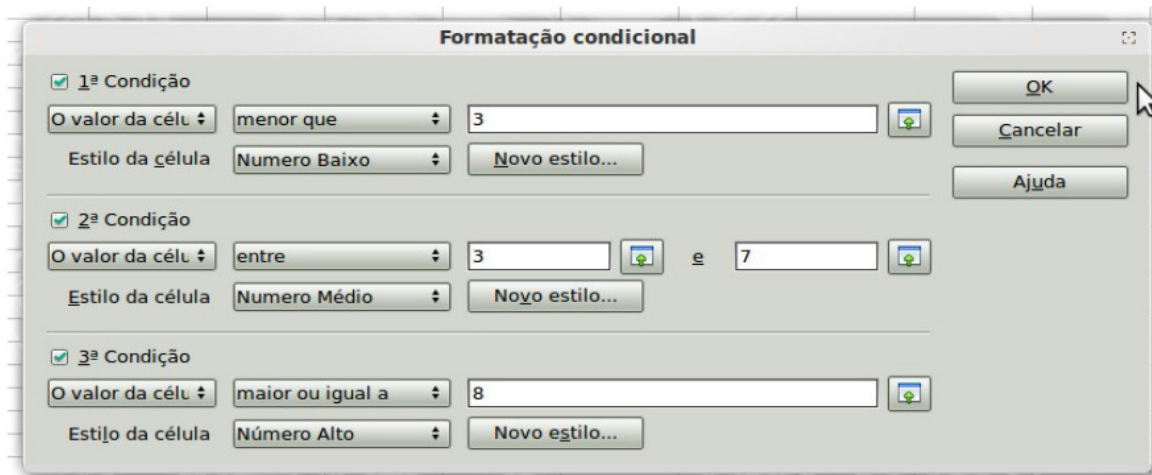 Formatação condicional
1ª Condição
OK
O valor da célu menor que 3
Cancelar
Estilo da célula Numero Baixo Novo estilo...
Ajuda
2ª Condição
O valor da célu entre 3 e 7
Estilo da célula Numero Médio Novo estilo...
3ª Condição
O valor da célu maior ou igual a 8
Estilo da célula Número Alto Novo estilo...